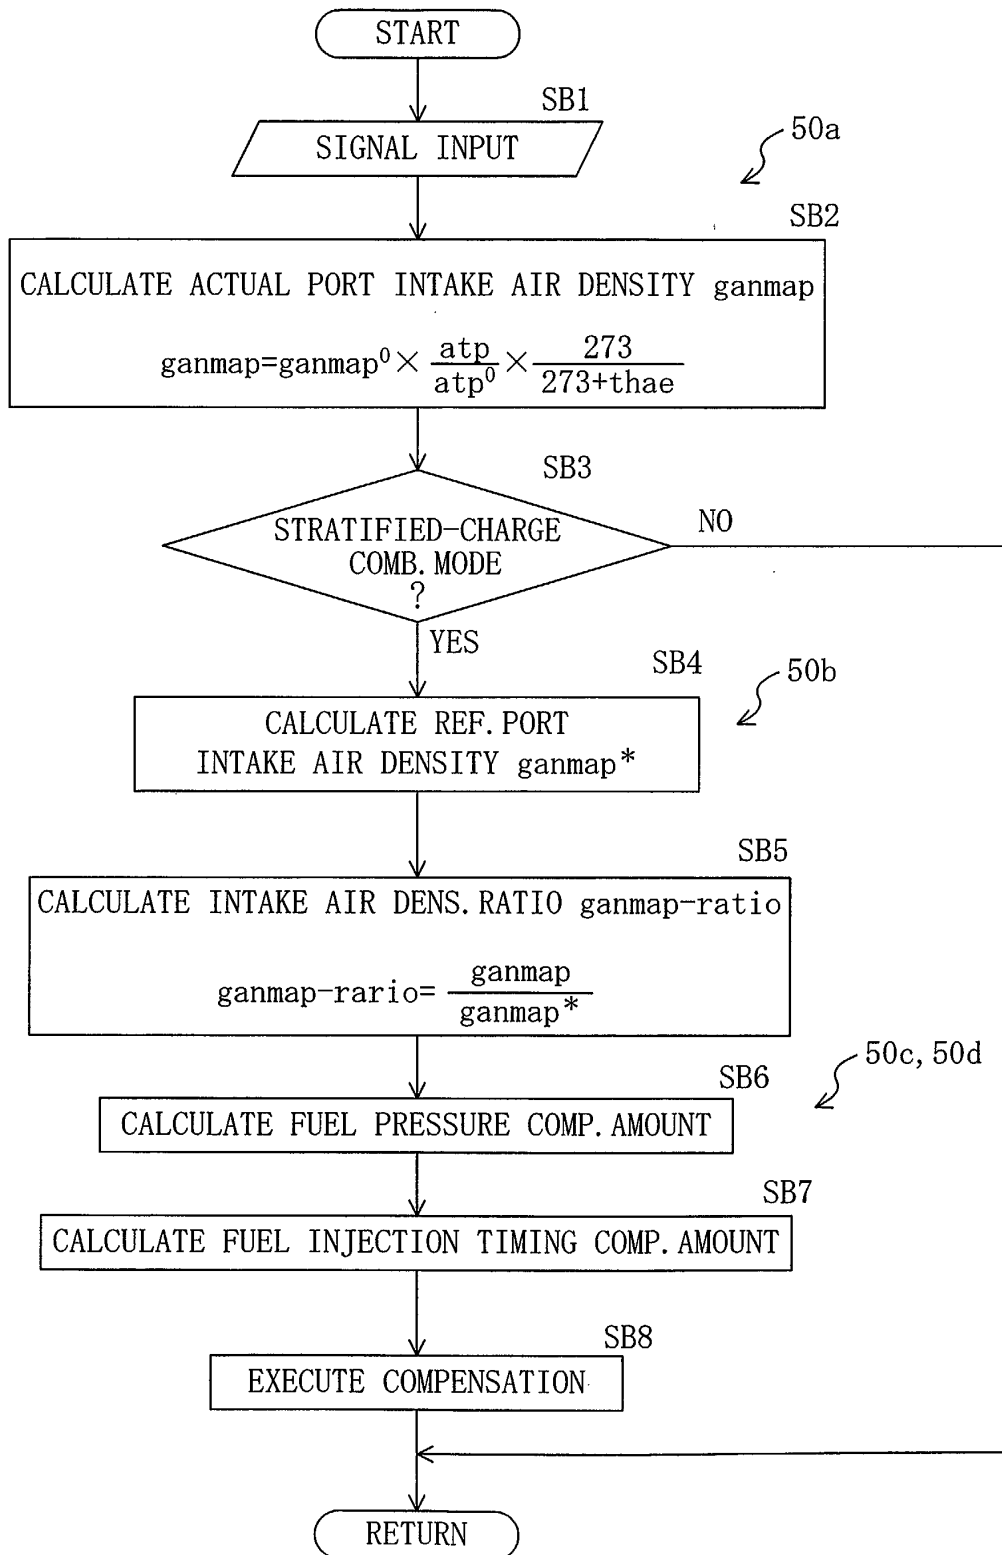 START
SB1
SIGNAL INPUT
50a
SB2
CALCULATE ACTUAL PORT INTAKE AIR DENSITY ganmap
ganmap=ganmap⁰ × atp/atp⁰ × 273/273+thae
SB3
STRATIFIED-CHARGE
COMB.MODE
?
NO
YES
SB4
50b
CALCULATE REF.PORT
INTAKE AIR DENSITY ganmap*
SB5
CALCULATE INTAKE AIR DENS.RATIO ganmap-ratio
ganmap-rario= ganmap/ganmap*
50c, 50d
SB6
CALCULATE FUEL PRESSURE COMP.AMOUNT
SB7
CALCULATE FUEL INJECTION TIMING COMP.AMOUNT
SB8
EXECUTE COMPENSATION
RETURN